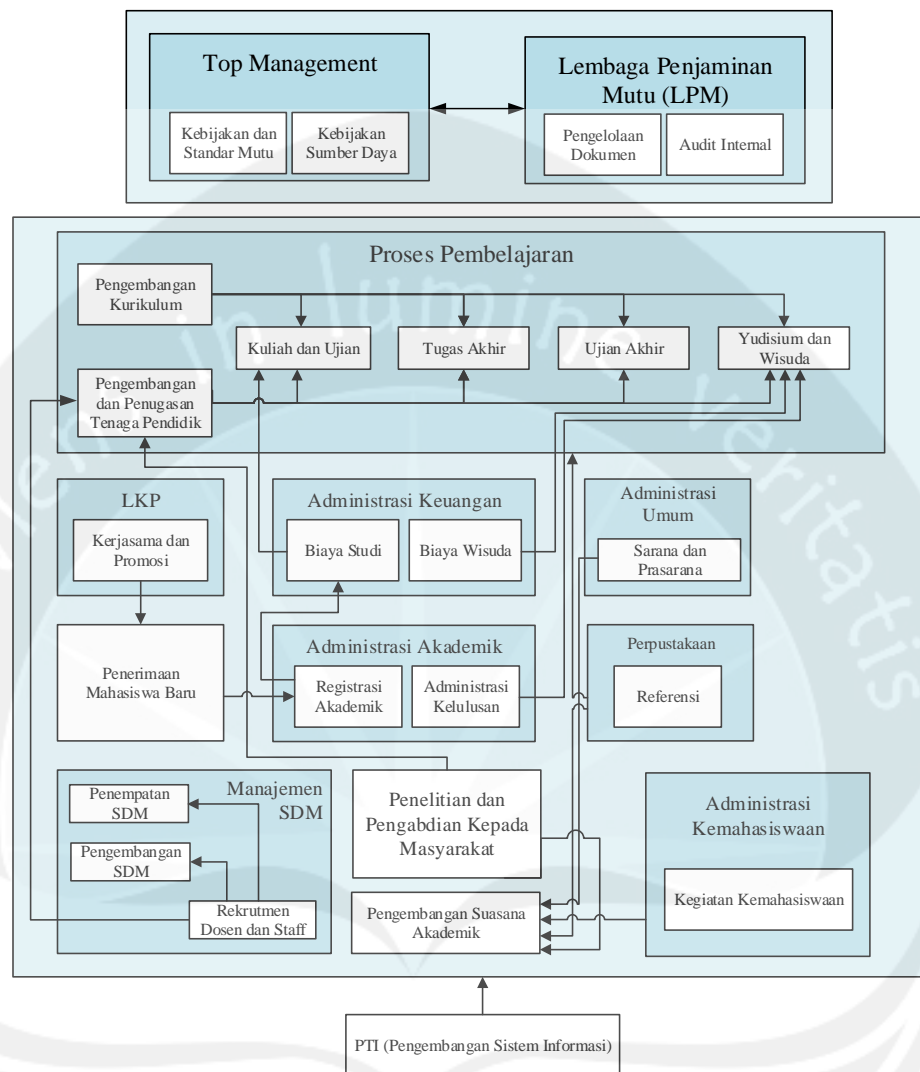 Top Management
Kebijakan dan
Standar Mutu
Kebijakan
Sumber Daya
Lembaga Penjaminan
Mutu (LPM)
Pengelolaan
Dokumen
Audit Internal
Proses Pembelajaran
Pengembangan
Kurikulum
Kuliah dan Ujian
Tugas Akhir
Ujian Akhir
Yudisium dan
Wisuda
Pengembangan
dan Penugasan
Tenaga Pendidik
LKP
Kerjasama dan
Promosi
Administrasi Keuangan
Biaya Studi
Biaya Wisuda
Administrasi
Umum
Sarana dan
Prasarana
Penerimaan
Mahasiswa Baru
Administrasi Akademik
Registrasi
Akademik
Administrasi
Kelulusan
Perpustakaan
Referensi
Manajemen
SDM
Penempatan
SDM
Pengembangan
SDM
Rekrutmen
Dosen dan Staff
Penelitian dan
Pengabdian Kepada
Masyarakat
Pengembangan Suasana
Akademik
Administrasi
Kemahasiswaan
Kegiatan Kemahasiswaan
PTI (Pengembangan Sistem Informasi)
in lumine veritatis